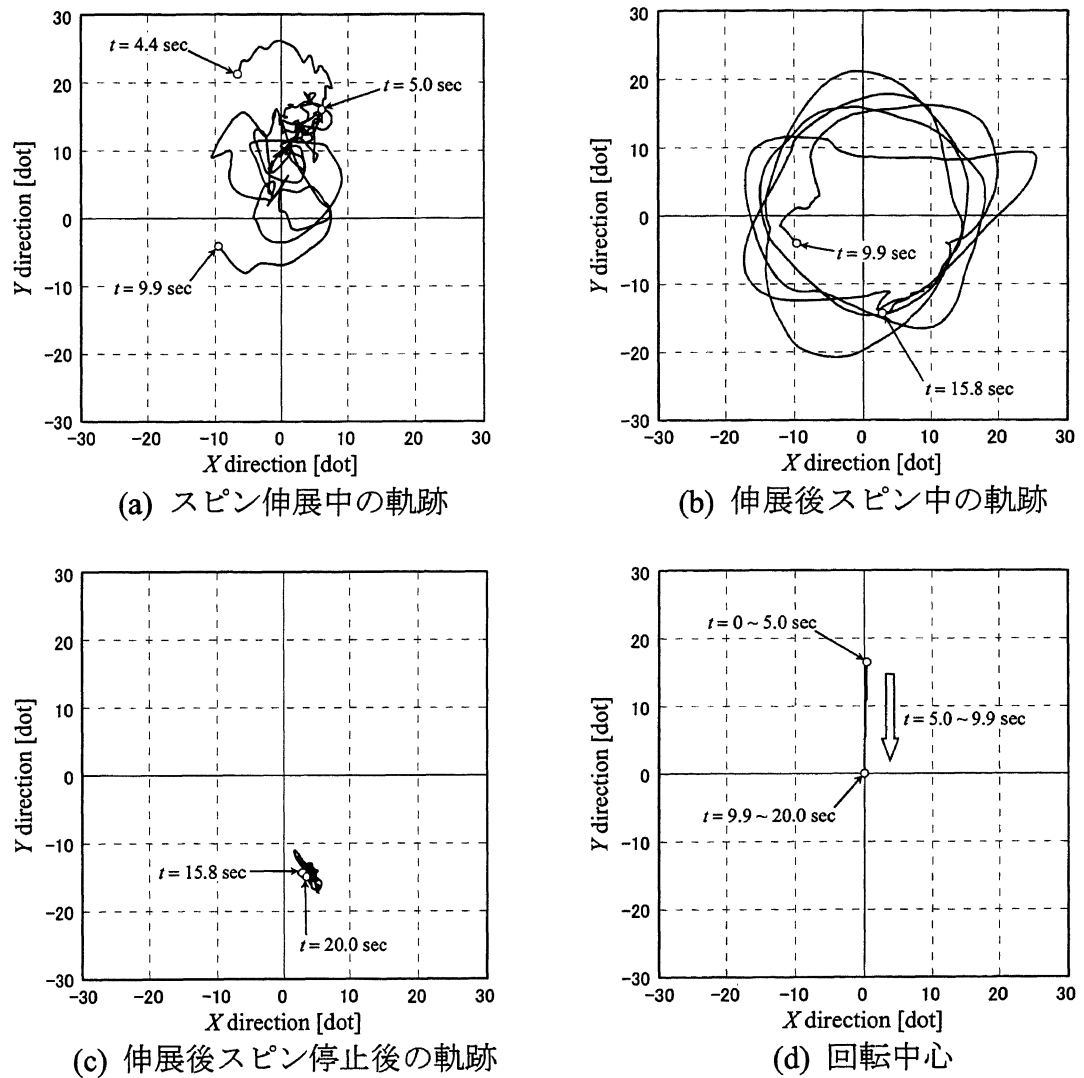 30
20
10
0
-10
-20
-30
-30 -20 -10 0 10 20 30
Y direction [dot]
X direction [dot]
t = 4.4 sec
t = 5.0 sec
t = 9.9 sec
(a) スピン伸展中の軌跡
30
20
10
0
-10
-20
-30
-30 -20 -10 0 10 20 30
Y direction [dot]
X direction [dot]
t = 9.9 sec
t = 15.8 sec
(b) 伸展後スピン中の軌跡
30
20
10
0
-10
-20
-30
-30 -20 -10 0 10 20 30
Y direction [dot]
X direction [dot]
t = 15.8 sec
t = 20.0 sec
(c) 伸展後スピン停止後の軌跡
30
20
10
0
-10
-20
-30
-30 -20 -10 0 10 20 30
Y direction [dot]
X direction [dot]
t = 0 ~ 5.0 sec
t = 5.0 ~ 9.9 sec
t = 9.9 ~ 20.0 sec
(d) 回転中心